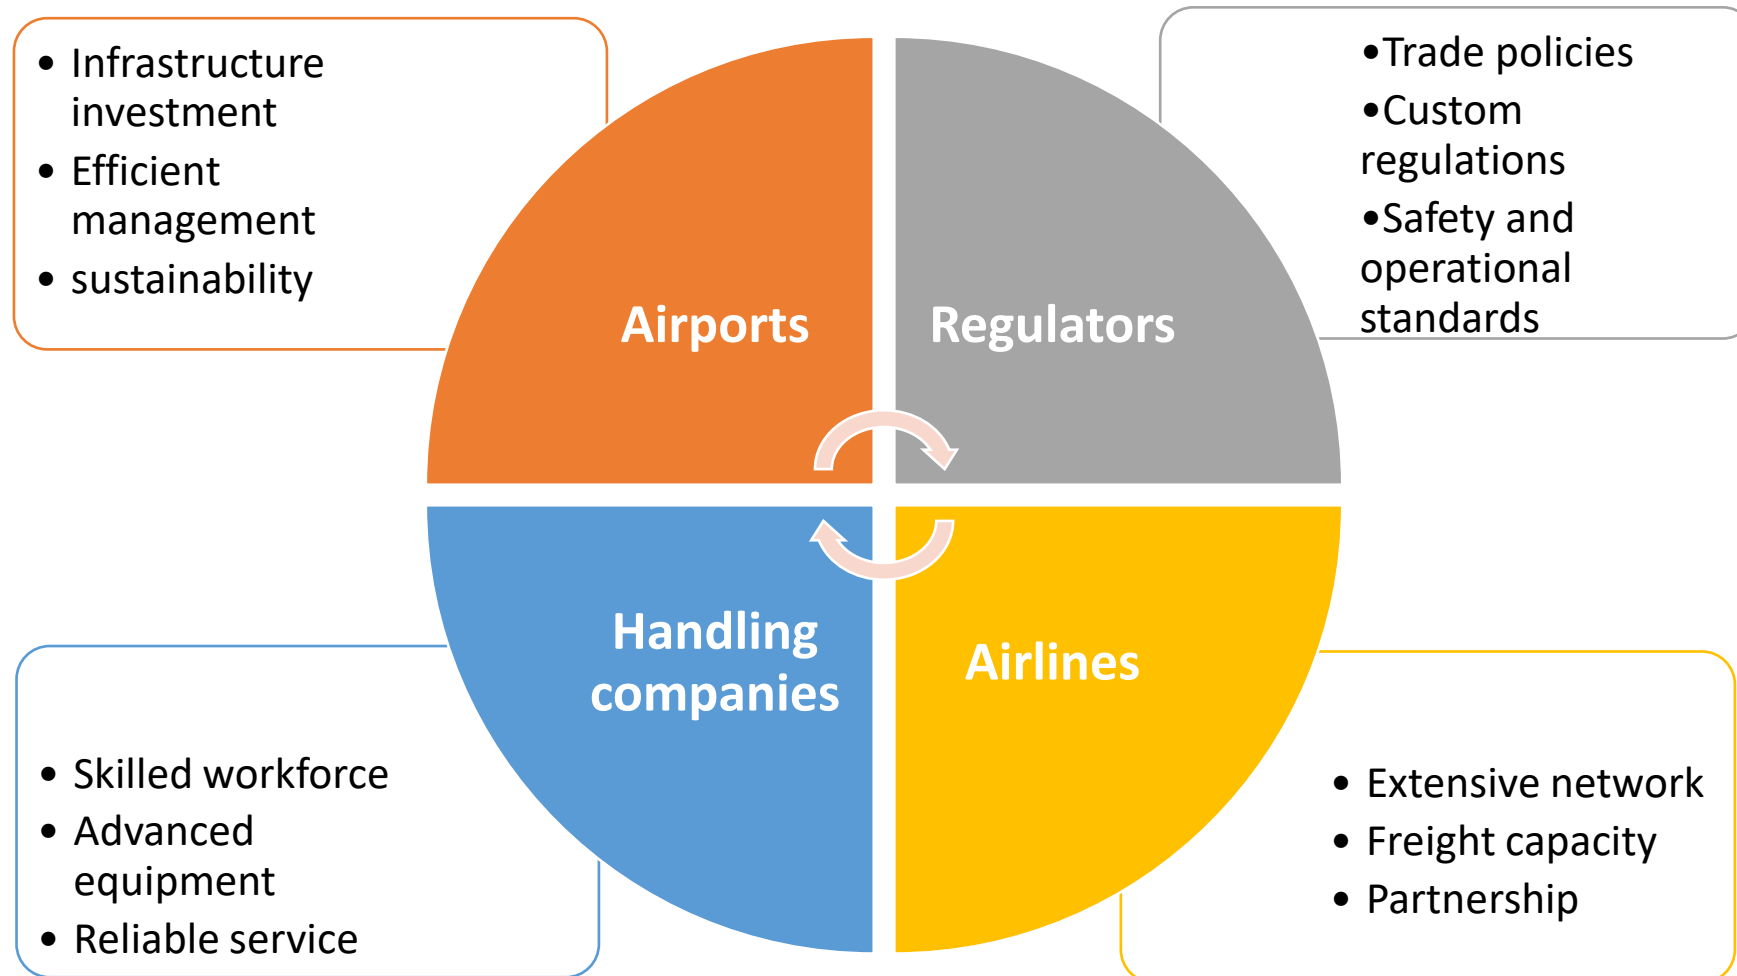 • Infrastructure
investment
• Efficient
management
• sustainability
•Trade policies
•Custom
regulations
•Safety and
operational
standards
Airports
Regulators
Handling
companies
Airlines
• Skilled workforce
• Advanced
equipment
• Reliable service
• Extensive network
• Freight capacity
• Partnership